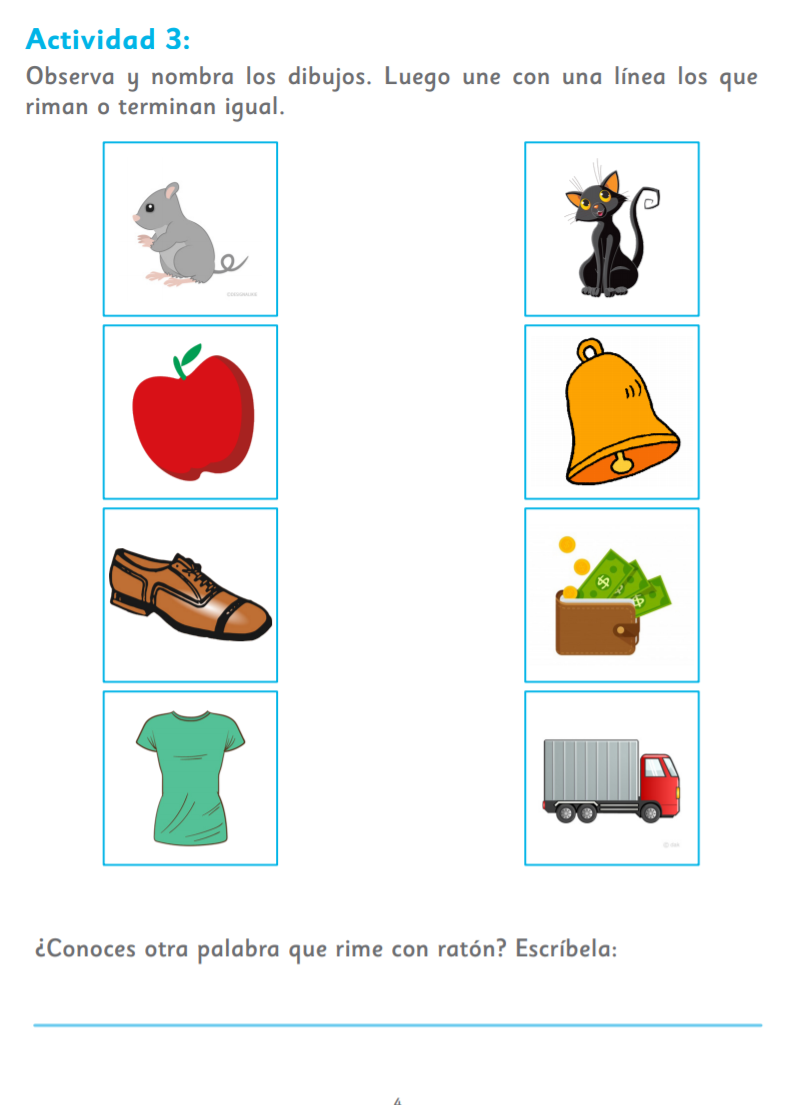 Actividad 3:
Observa y nombra los dibujos. Luego une con una línea los que
riman o terminan igual.
¿Conoces otra palabra que rime con ratón? Escríbela: